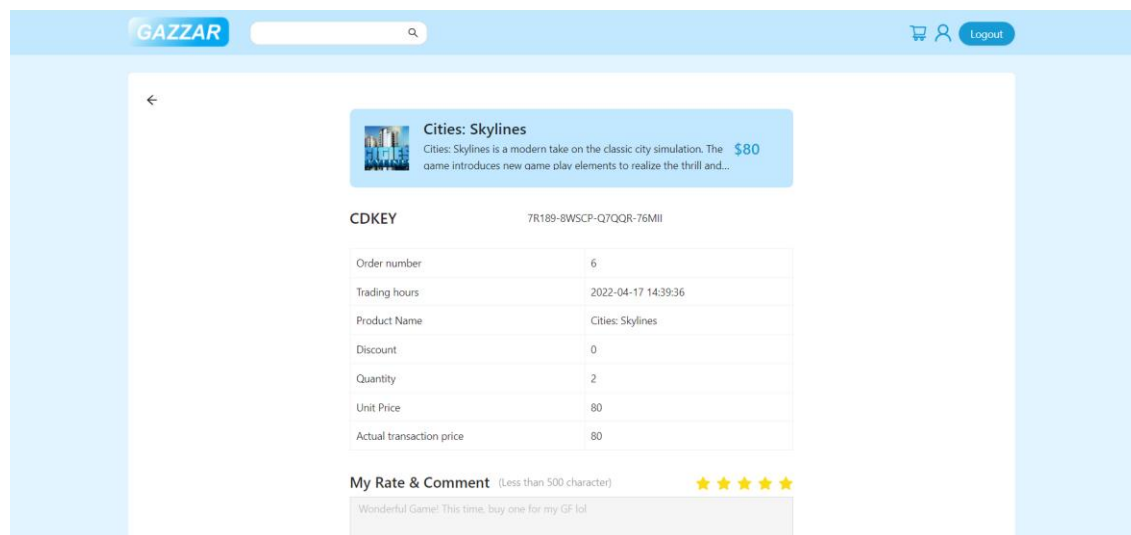 GAZZAR
Logout
Cities: Skylines
Cities: Skylines is a modern take on the classic city simulation. The
game introduces new game play elements to realize the thrill and...
$80
CITIES
CDKEY 7R189-8WSCP-Q7QQR-76MII
Order number 6
Trading hours 2022-04-17 14:39:36
Product Name Cities: Skylines
Discount 0
Quantity 2
Unit Price 80
Actual transaction price 80
My Rate & Comment (Less than 500 character)
Wonderful Game! This time, buy one for my GF lol